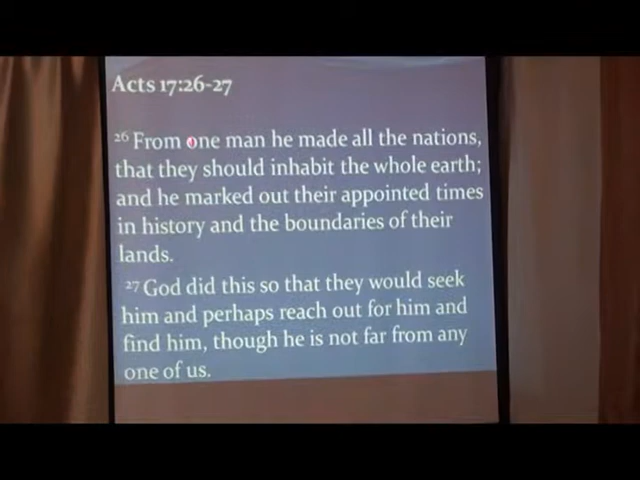 Acts 17:26-27
26 From one man he made all the nations,
that they should inhabit the whole earth;
and he marked out their appointed times
in history and the boundaries of their
lands.
27 God did this so that they would seek
him and perhaps reach out for him and
find him, though he is not far from any
one of us.